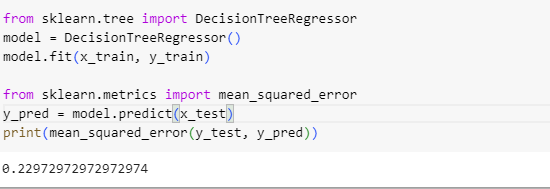 from sklearn.tree import DecisionTreeRegressor
model = DecisionTreeRegressor()
model.fit(x_train, y_train)
from sklearn.metrics import mean_squared_error
y_pred = model.predict(x_test)
print(mean_squared_error(y_test, y_pred))
0.22972972972972974